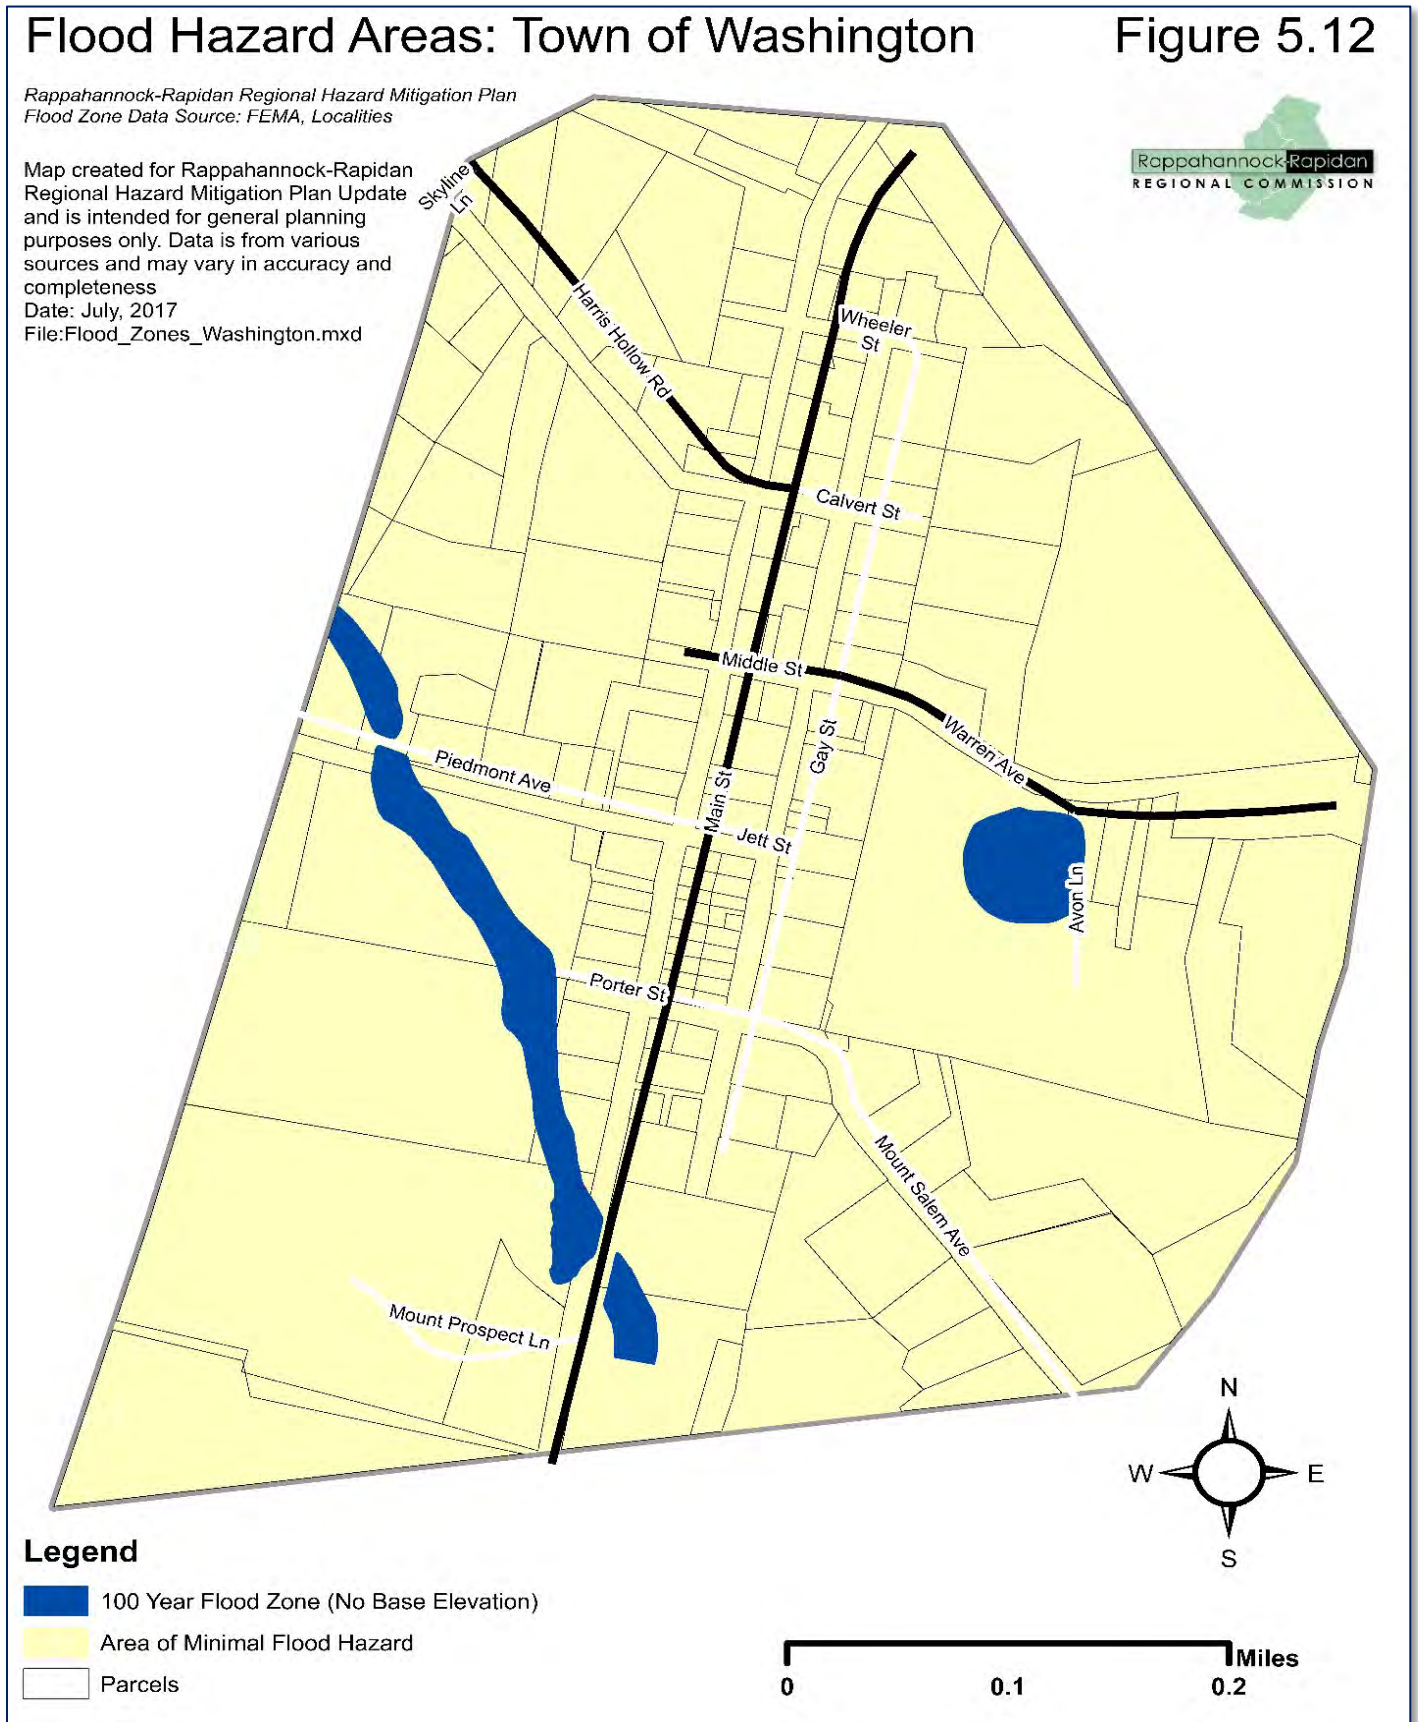 Flood Hazard Areas: Town of Washington
Figure 5.12
Rappahannock-Rapidan Regional Hazard Mitigation Plan
Flood Zone Data Source: FEMA, Localities
Map created for Rappahannock-Rapidan
Regional Hazard Mitigation Plan Update
and is intended for general planning
purposes only. Data is from various
sources and may vary in accuracy and
completeness
Date: July, 2017
File:Flood_Zones_Washington.mxd
Rappahannock-Rapidan
REGIONAL COMMISSION
Skyline
Ln
Harris Hollow Rd
Wheeler
St
Calvert St
Middle St
Gay St
Warren Ave
Piedmont Ave
Main St
Jett St
Avon Ln
Porter St
Mount Salem Ave
Mount Prospect Ln
N
W
E
S
Legend
100 Year Flood Zone (No Base Elevation)
Area of Minimal Flood Hazard
Parcels
Miles
0
0.1
0.2